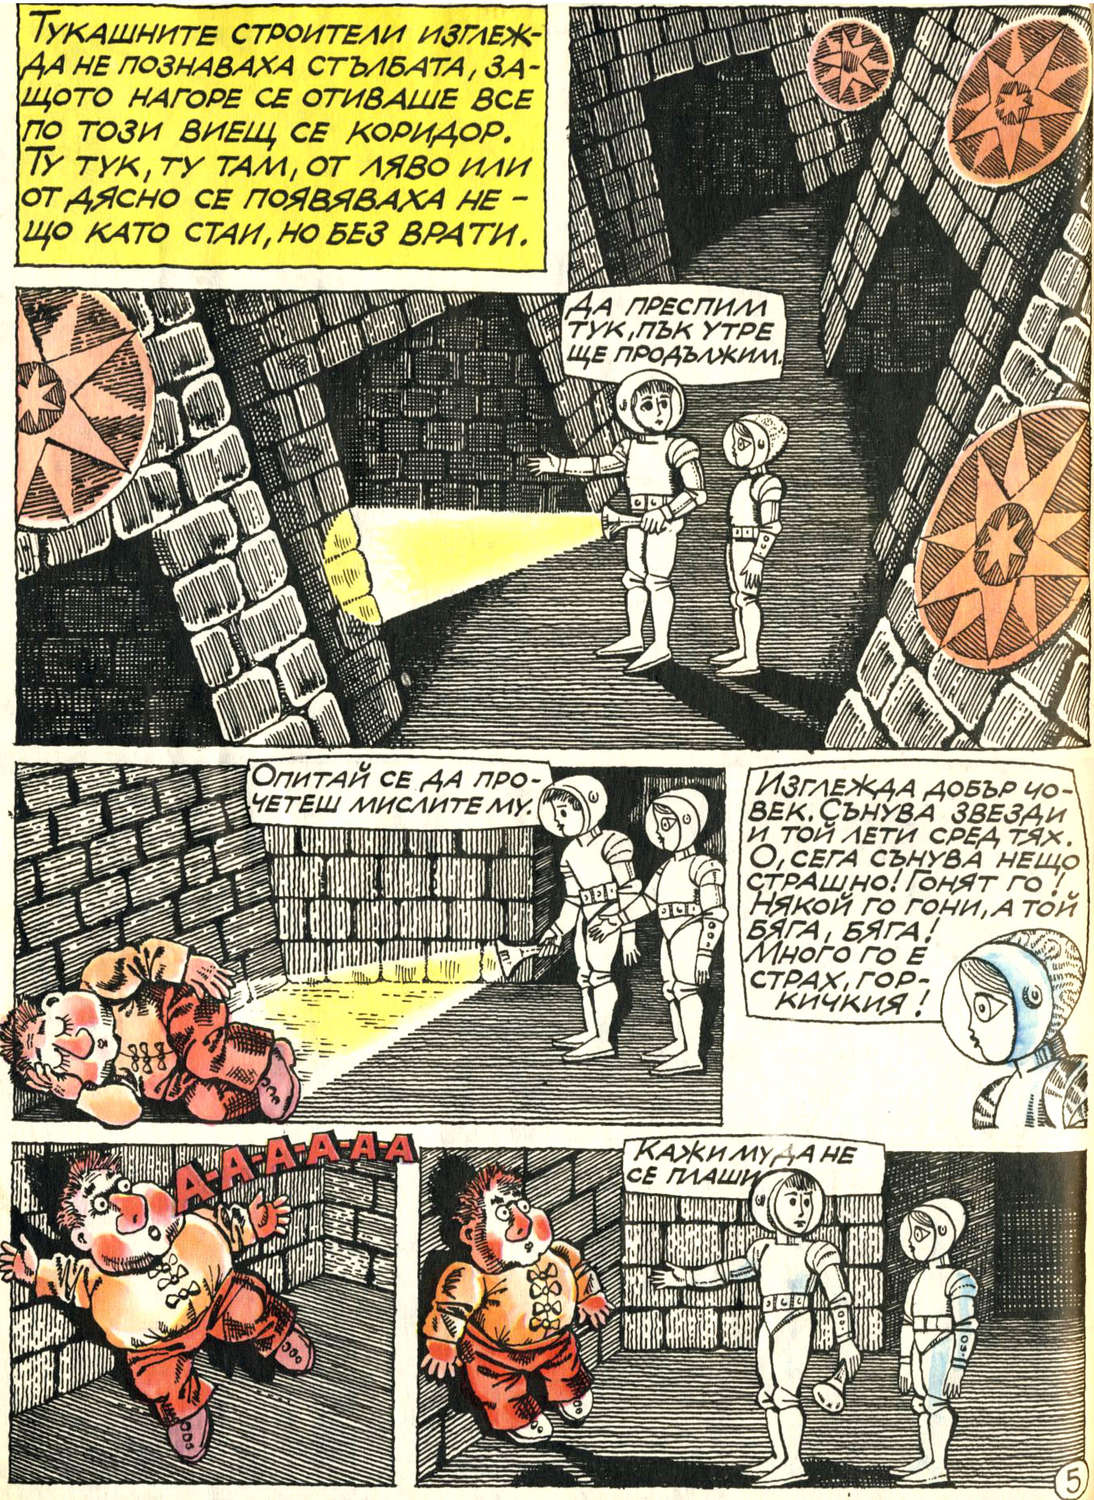 ТУКАШНИТЕ СТРОИТЕЛИ ИЗГЛЕЖ-
ДА НЕ ПОЗНАВАХА СТЪЛБАТА, ЗА-
ЩОТО НАГОРЕ СЕ ОТИВАШЕ ВСЕ
ПО ТОЗИ ВИЕЩ СЕ КОРИДОР.
ТУ ТУК, ТУ ТАМ, ОТ ЛЯВО ИЛИ
ОТ ДЯСНО СЕ ПОЯВЯВАХА НЕ-
ЩО КАТО СТАИ, НО БЕЗ ВРАТИ.
ДА ПРЕСПИМ
ТУК, ПЪК УТРЕ
ЩЕ ПРОДЪЛЖИМ.
ОПИТАЙ СЕ ДА ПРО-
ЧЕТЕШ МИСЛИТЕ МУ.
ИЗГЛЕЖДА ДОБЪР ЧО-
ВЕК. СЪНУВА ЗВЕЗДИ
И ТОЙ ЛЕТИ СРЕД ТЯХ.
О, СЕГА СЪНУВА НЕЩО
СТРАШНО! ГОНЯТ ГО!
НЯКОЙ ГО ГОНИ, А ТОЙ
БЯГА, БЯГА!
МНОГО ГО Е
СТРАХ, ГОР-
КИЧКИЯ!
А-А-А-А-А-А
КАЖИ МУ ДА НЕ
СЕ ПЛАШИ
5